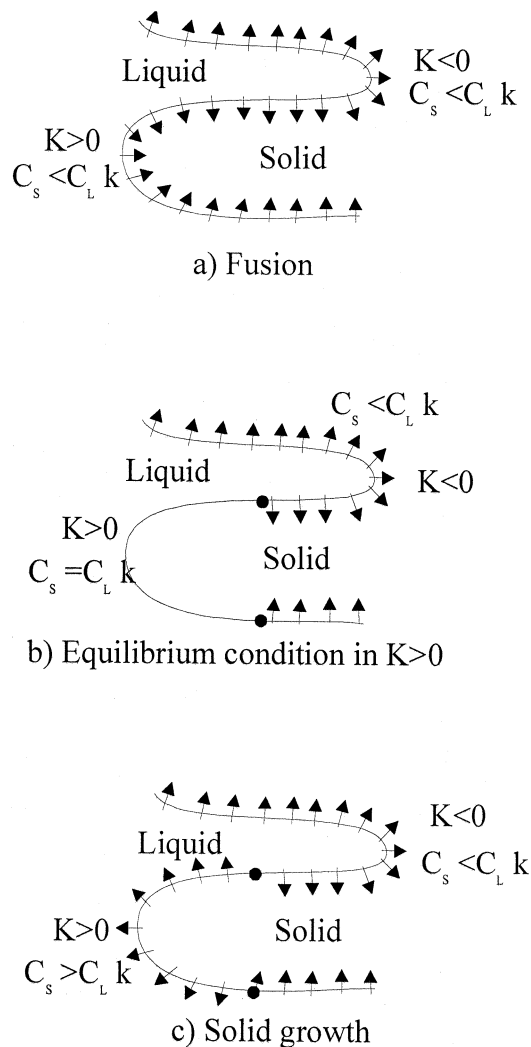 Liquid
K<0
C_S <C_L k
K>0
C_S <C_L k
Solid
a) Fusion
C_S <C_L k
Liquid
K<0
K>0
C_S =C_L k
Solid
b) Equilibrium condition in K>0
K<0
Liquid
C_S <C_L k
K>0
Solid
C_S >C_L k
c) Solid growth